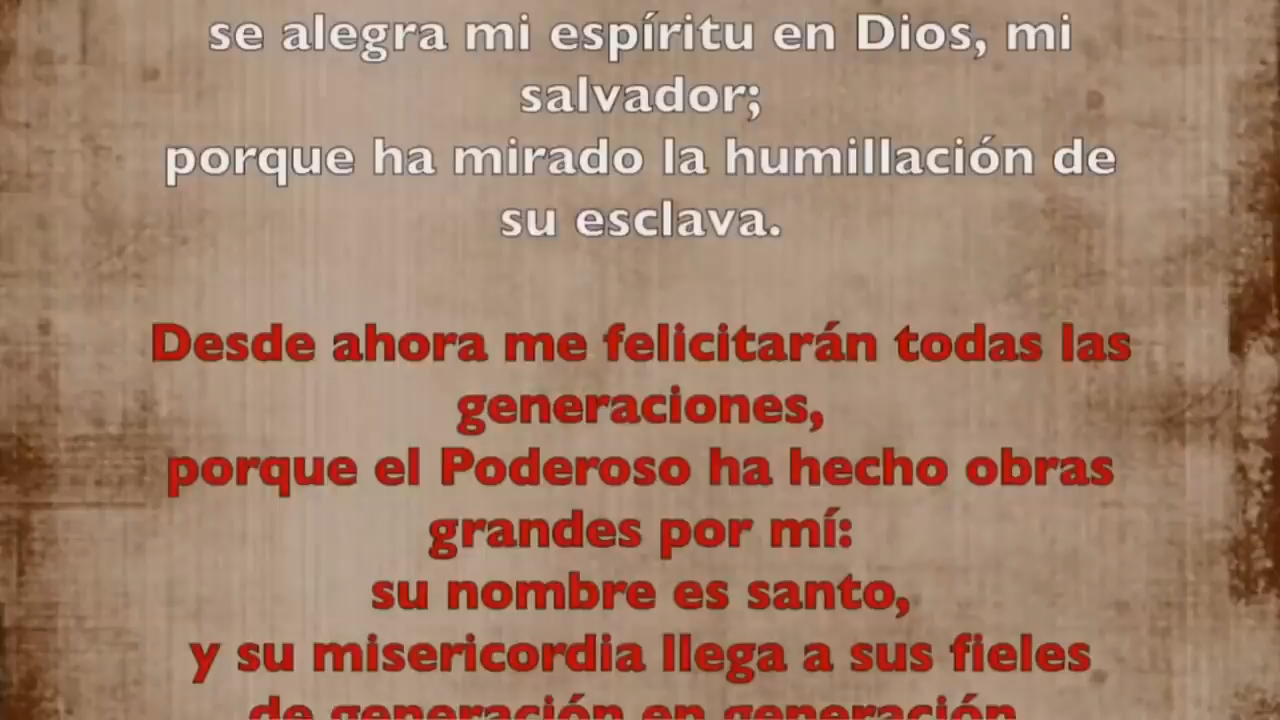 se alegra mi espíritu en Dios, mi
salvador;
porque ha mirado la humillación de
su esclava.
Desde ahora me felicitarán todas las
generaciones,
porque el Poderoso ha hecho obras
grandes por mí:
su nombre es santo,
y su misericordia llega a sus fieles
de generación en generación